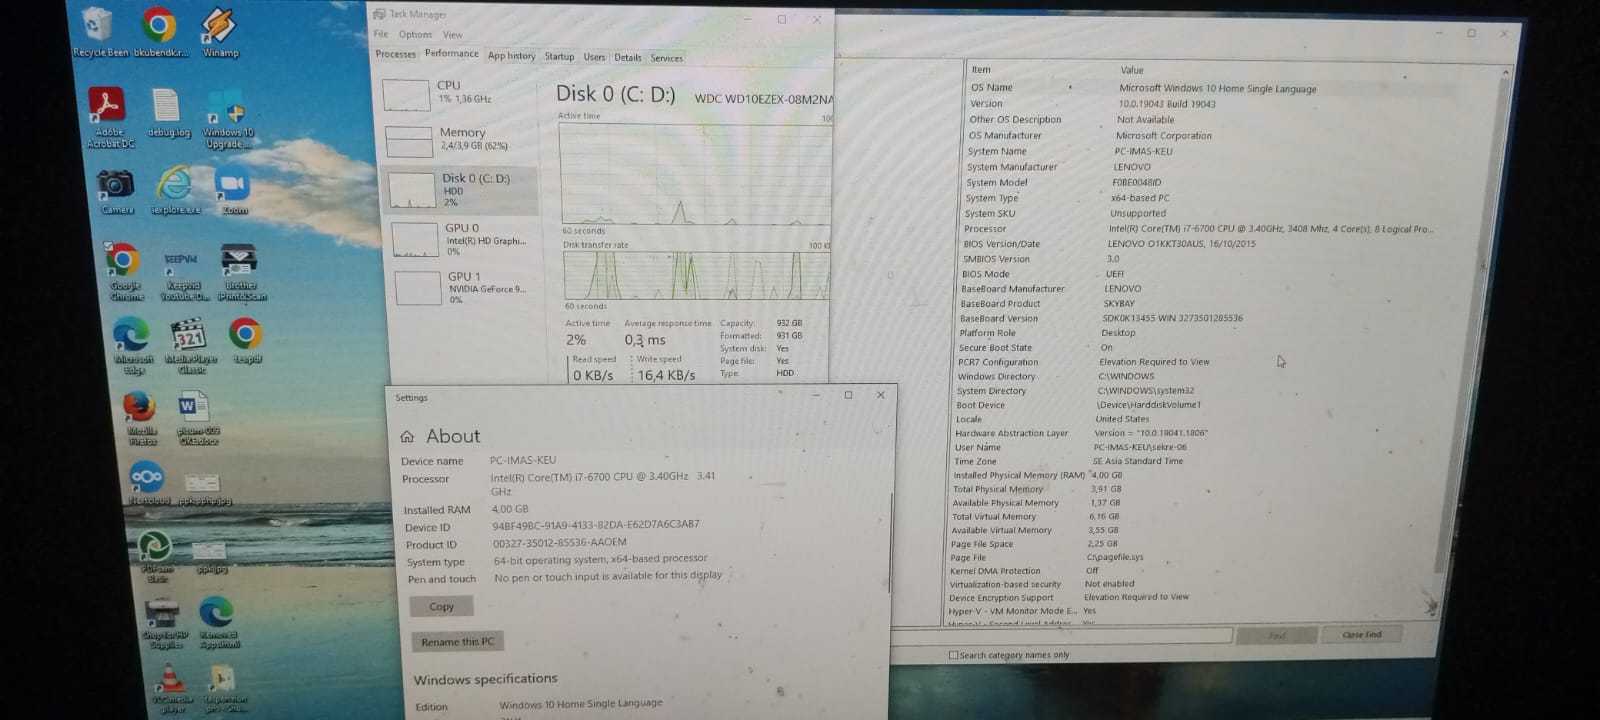 Recycle Been
bkubendk.r...
Winamp
Adobe
Acrobat DC
debug.log
Windows 10
Upgrade ...
Camera
iexplore.exe
Zoom
Google
Chrome
KEEPVid
Keepvid
Youtube D...
Brother
iPrint&Scan
Microsoft
Edge
321
Media Player
Classic
Mozilla
Firefox
Nextcloud
PDFsam
Basic
Shop for HP
Supplies
Removed
Apps.html
VLC media
player
Task Manager
File Options View
Processes Performance App history Startup Users Details Services
CPU
1% 1,36 GHz
Memory
2,4/3,9 GB (62%)
Disk 0 (C: D:)
HDD
2%
GPU 0
Intel(R) HD Graphi...
0%
GPU 1
NVIDIA GeForce 9...
0%
Disk 0 (C: D:) WDC WD10EZEX-08M2NA
Active time 100
60 seconds
Disk transfer rate 100 K
60 seconds
Active time Average response time
2% 0,3 ms
Read speed Write speed
0 KB/s 16,4 KB/s
Capacity: 932 GB
Formatted: 931 GB
System disk: Yes
Page file: Yes
Type: HDD
Settings
About
Device name PC-IMAS-KEU
Processor Intel(R) Core(TM) i7-6700 CPU @ 3.40GHz 3.41
GHz
Installed RAM 4,00 GB
Device ID 94BF49BC-91A9-4133-82DA-E62D7A6C3AB7
Product ID 00327-35012-85536-AAOEM
System type 64-bit operating system, x64-based processor
Pen and touch No pen or touch input is available for this display
Copy
Rename this PC
Windows specifications
Edition Windows 10 Home Single Language
Item Value
OS Name Microsoft Windows 10 Home Single Language
Version 10.0.19043 Build 19043
Other OS Description Not Available
OS Manufacturer Microsoft Corporation
System Name PC-IMAS-KEU
System Manufacturer LENOVO
System Model F0BE0048ID
System Type x64-based PC
System SKU Unsupported
Processor Intel(R) Core(TM) i7-6700 CPU @ 3.40GHz, 3408 Mhz, 4 Core(s), 8 Logical Pro...
BIOS Version/Date LENOVO O1KKT30AUS, 16/10/2015
SMBIOS Version 3.0
BIOS Mode UEFI
BaseBoard Manufacturer LENOVO
BaseBoard Product SKYBAY
BaseBoard Version SDK0K13455 WIN 3273501285536
Platform Role Desktop
Secure Boot State On
PCR7 Configuration Elevation Required to View
Windows Directory C:\WINDOWS
System Directory C:\WINDOWS\system32
Boot Device \Device\HarddiskVolume1
Locale United States
Hardware Abstraction Layer Version = "10.0.19041.1806"
User Name PC-IMAS-KEU\sekre-06
Time Zone SE Asia Standard Time
Installed Physical Memory (RAM) 4,00 GB
Total Physical Memory 3,91 GB
Available Physical Memory 1,37 GB
Total Virtual Memory 6,16 GB
Available Virtual Memory 3,55 GB
Page File Space 2,25 GB
Page File C:\pagefile.sys
Kernel DMA Protection Off
Virtualization-based security Not enabled
Device Encryption Support Elevation Required to View
Hyper-V - VM Monitor Mode E... Yes
Find Close Find
Search category names only